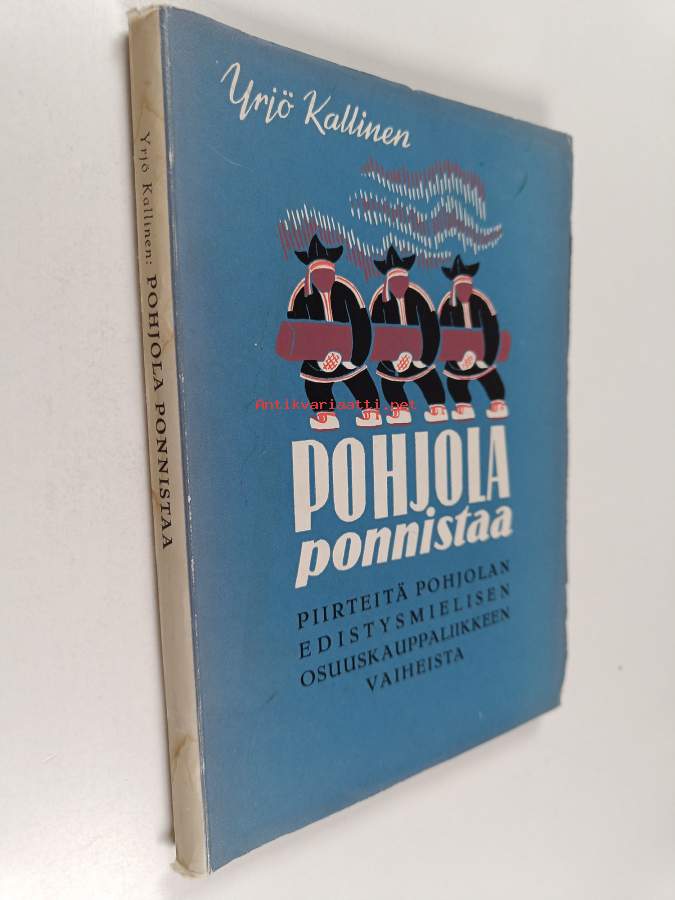 Yrjö Kallinen: POHJOLA PONNISTAA
Yrjö Kallinen
Antikvariaatti.net
POHJOLA
ponnistaa
PIIRTEITÄ POHJOLAN
EDISTYSMIELISEN
OSUUSKAUPPALIIKKEEN
VAIHEISTA